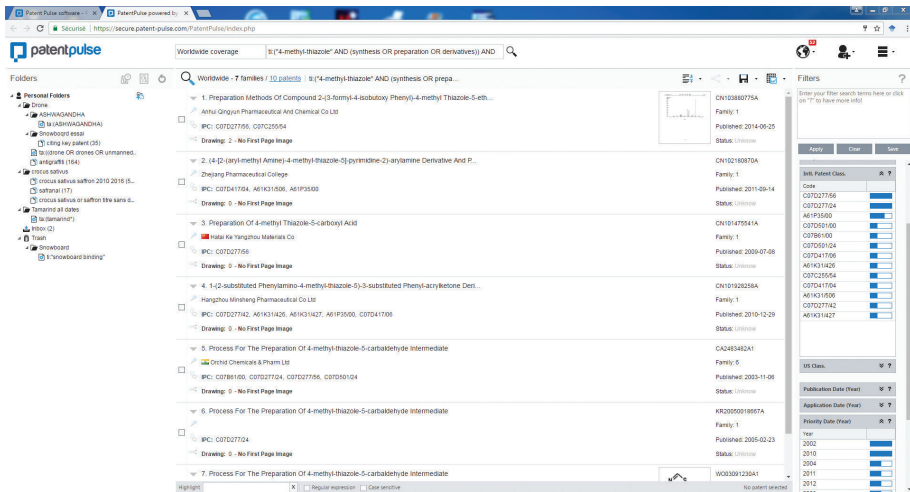 Patent Pulse software - 
PatentPulse powered by
Sécurisé | https://secure.patent-pulse.com/PatentPulse/index.php
patentpulse
Worldwide coverage
ti:("4-methyl-thiazole" AND (synthesis OR preparation OR derivatives)) AND
Folders
Worldwide - 7 families / 10 patents | ti:("4-methyl-thiazole" AND (synthesis OR prepa...
Filters
?
Personal Folders
Drone
ASHWAGANDHA
ta:(ASHWAGANDHA)
Snowboard essai
citing key patent (35)
ta:((drone OR drones OR unmanned..
antigraffiti (164)
crocus sativus
crocus sativus saffron 2010 2016 (5..
safranal (17)
crocus sativus or saffron titre sans d...
Tamarind all dates
ta:(tamarind*)
Inbox (2)
Trash
Snowboard
ti:"snowboard binding"
1. Preparation Methods Of Compound 2-(3-formyl-4-isobutoxy Phenyl)-4-methyl Thiazole-5-eth...
CN103880775A
Anhui Qingyun Pharmaceutical And Chemical Co Ltd
Family: 1
IPC: C07D277/56, C07C255/54
Published: 2014-06-25
Drawing: 2 - No First Page Image
Status: Unknown
2. (4-[2-(aryl-methyl Amine)-4-methyl-thiazole-5]-pyrimidine-2)-arylamine Derivative And P...
CN102180870A
Zhejiang Pharmaceutical College
Family: 1
IPC: C07D417/04, A61K31/506, A61P35/00
Published: 2011-09-14
Drawing: 0 - No First Page Image
Status: Unknown
3. Preparation Of 4-methyl Thiazole-5-carboxyl Acid
CN101475541A
Hatai Ke Yangzhou Materials Co
Family: 1
IPC: C07D277/56
Published: 2009-07-08
Drawing: 0 - No First Page Image
Status: Unknown
4. 1-(2-substituted Phenylamino-4-methyl-thiazole-5)-3-substituted Phenyl-acrylketone Deri...
CN101928258A
Hangzhou Minsheng Pharmaceutical Co Ltd
Family: 1
IPC: C07D277/42, A61K31/426, A61K31/427, A61P35/00, C07D417/06
Published: 2010-12-29
Drawing: 0 - No First Page Image
Status: Unknown
5. Process For The Preparation Of 4-methyl-thiazole-5-carbaldehyde Intermediate
CA2483482A1
Orchid Chemicals & Pharm Ltd
Family: 6
IPC: C07B61/00, C07D277/24, C07D277/56, C07D501/24
Published: 2003-11-06
Drawing: 0 - No First Page Image
Status: Unknown
6. Process For The Preparation Of 4-methyl-thiazole-5-carbaldehyde Intermediate
KR20050018667A
Family: 1
IPC: C07D277/24
Published: 2005-02-23
Drawing: 0 - No First Page Image
Status: Unknown
7. Process For The Preparation Of 4-methyl-thiazole-5-carbaldehyde Intermediate
WO03091230A1
Highlight
X
Regular expression
Case sensitive
No patent selected
Enter your filter search terms here or click
on "?" to have more info!
Apply
Clear
Save
Intl. Patent Class.
?
Code
C07D277/56
C07D277/24
A61P35/00
C07D501/00
C07B61/00
C07D501/24
C07D417/06
A61K31/426
C07C255/54
C07D417/04
A61K31/506
C07D277/42
A61K31/427
US Class.
?
Publication Date (Year)
?
Application Date (Year)
?
Priority Date (Year)
?
Year
2002
2010
2004
2011
2012